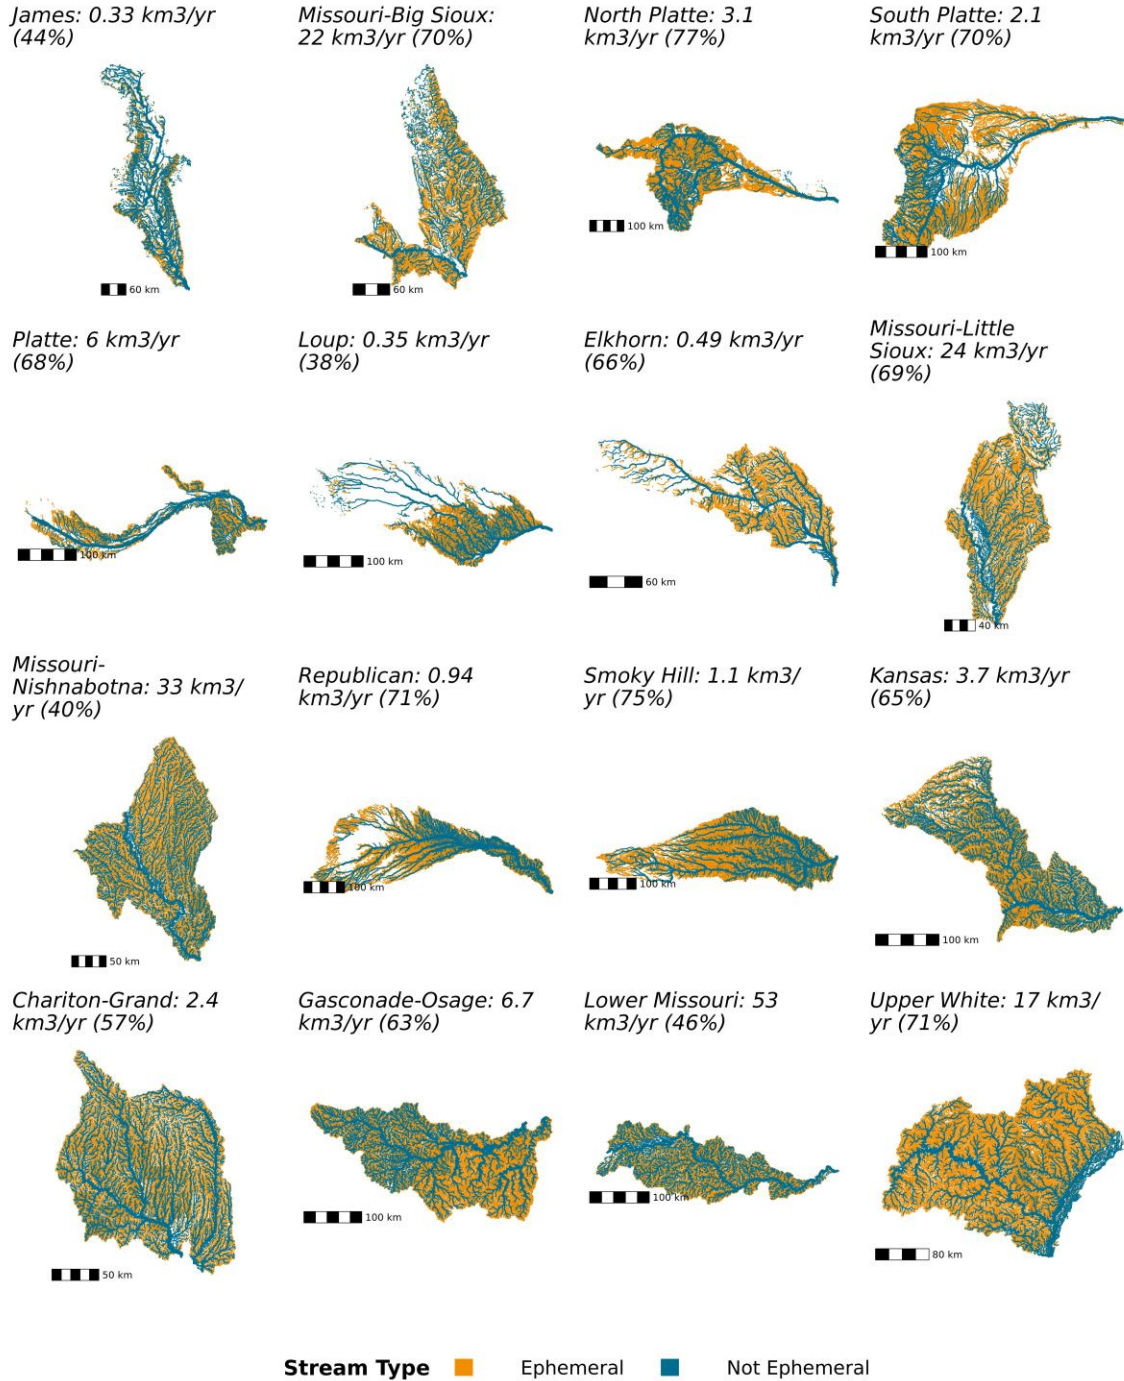 James: 0.33 km3/yr
(44%)
Missouri-Big Sioux:
22 km3/yr (70%)
North Platte: 3.1
km3/yr (77%)
South Platte: 2.1
km3/yr (70%)
60 km
60 km
100 km
100 km
Platte: 6 km3/yr
(68%)
Loup: 0.35 km3/yr
(38%)
Elkhorn: 0.49 km3/yr
(66%)
Missouri-Little
Sioux: 24 km3/yr
(69%)
100 km
100 km
60 km
40 km
Missouri-
Nishnabotna: 33 km3/
yr (40%)
Republican: 0.94
km3/yr (71%)
Smoky Hill: 1.1 km3/
yr (75%)
Kansas: 3.7 km3/yr
(65%)
50 km
100 km
100 km
100 km
Chariton-Grand: 2.4
km3/yr (57%)
Gasconade-Osage: 6.7
km3/yr (63%)
Lower Missouri: 53
km3/yr (46%)
Upper White: 17 km3/
yr (71%)
50 km
100 km
100 km
80 km
Stream Type Ephemeral Not Ephemeral